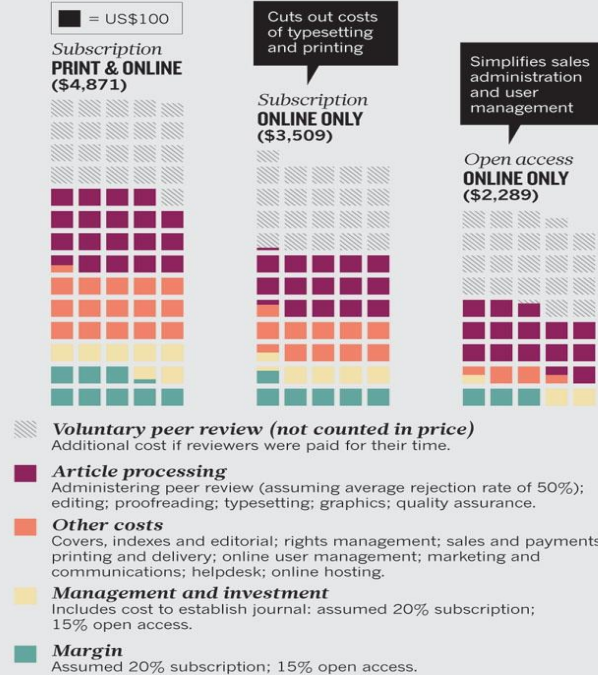 = US$100
Subscription
PRINT & ONLINE
($4,871)
Cuts out costs
of typesetting
and printing
Subscription
ONLINE ONLY
($3,509)
Simplifies sales
administration
and user
management
Open access
ONLINE ONLY
($2,289)
Voluntary peer review (not counted in price)
Additional cost if reviewers were paid for their time.
Article processing
Administering peer review (assuming average rejection rate of 50%);
editing; proofreading; typesetting; graphics; quality assurance.
Other costs
Covers, indexes and editorial; rights management; sales and payments
printing and delivery; online user management; marketing and
communications; helpdesk; online hosting.
Management and investment
Includes cost to establish journal: assumed 20% subscription;
15% open access.
Margin
Assumed 20% subscription; 15% open access.